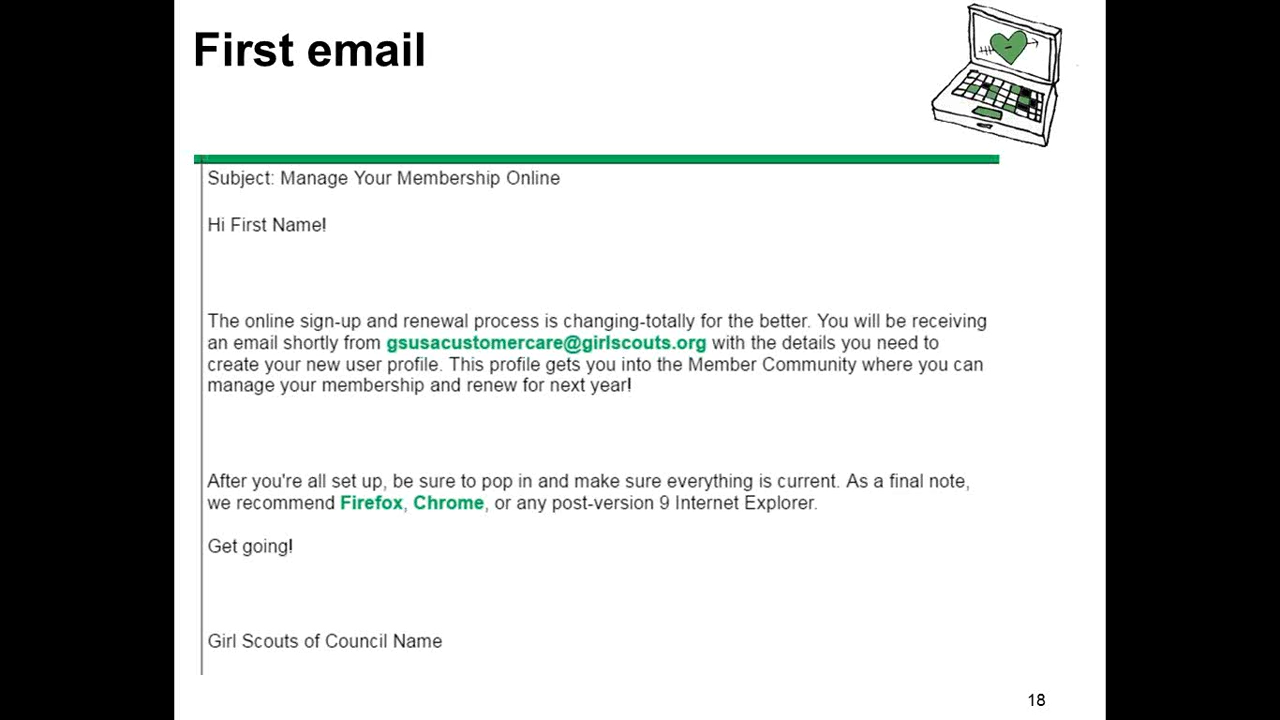 First email
Subject: Manage Your Membership Online
Hi First Name!
The online sign-up and renewal process is changing-totally for the better. You will be receiving
an email shortly from gsusacustomercare@girlscouts.org with the details you need to
create your new user profile. This profile gets you into the Member Community where you can
manage your membership and renew for next year!
After you're all set up, be sure to pop in and make sure everything is current. As a final note,
we recommend Firefox, Chrome, or any post-version 9 Internet Explorer.
Get going!
Girl Scouts of Council Name
18